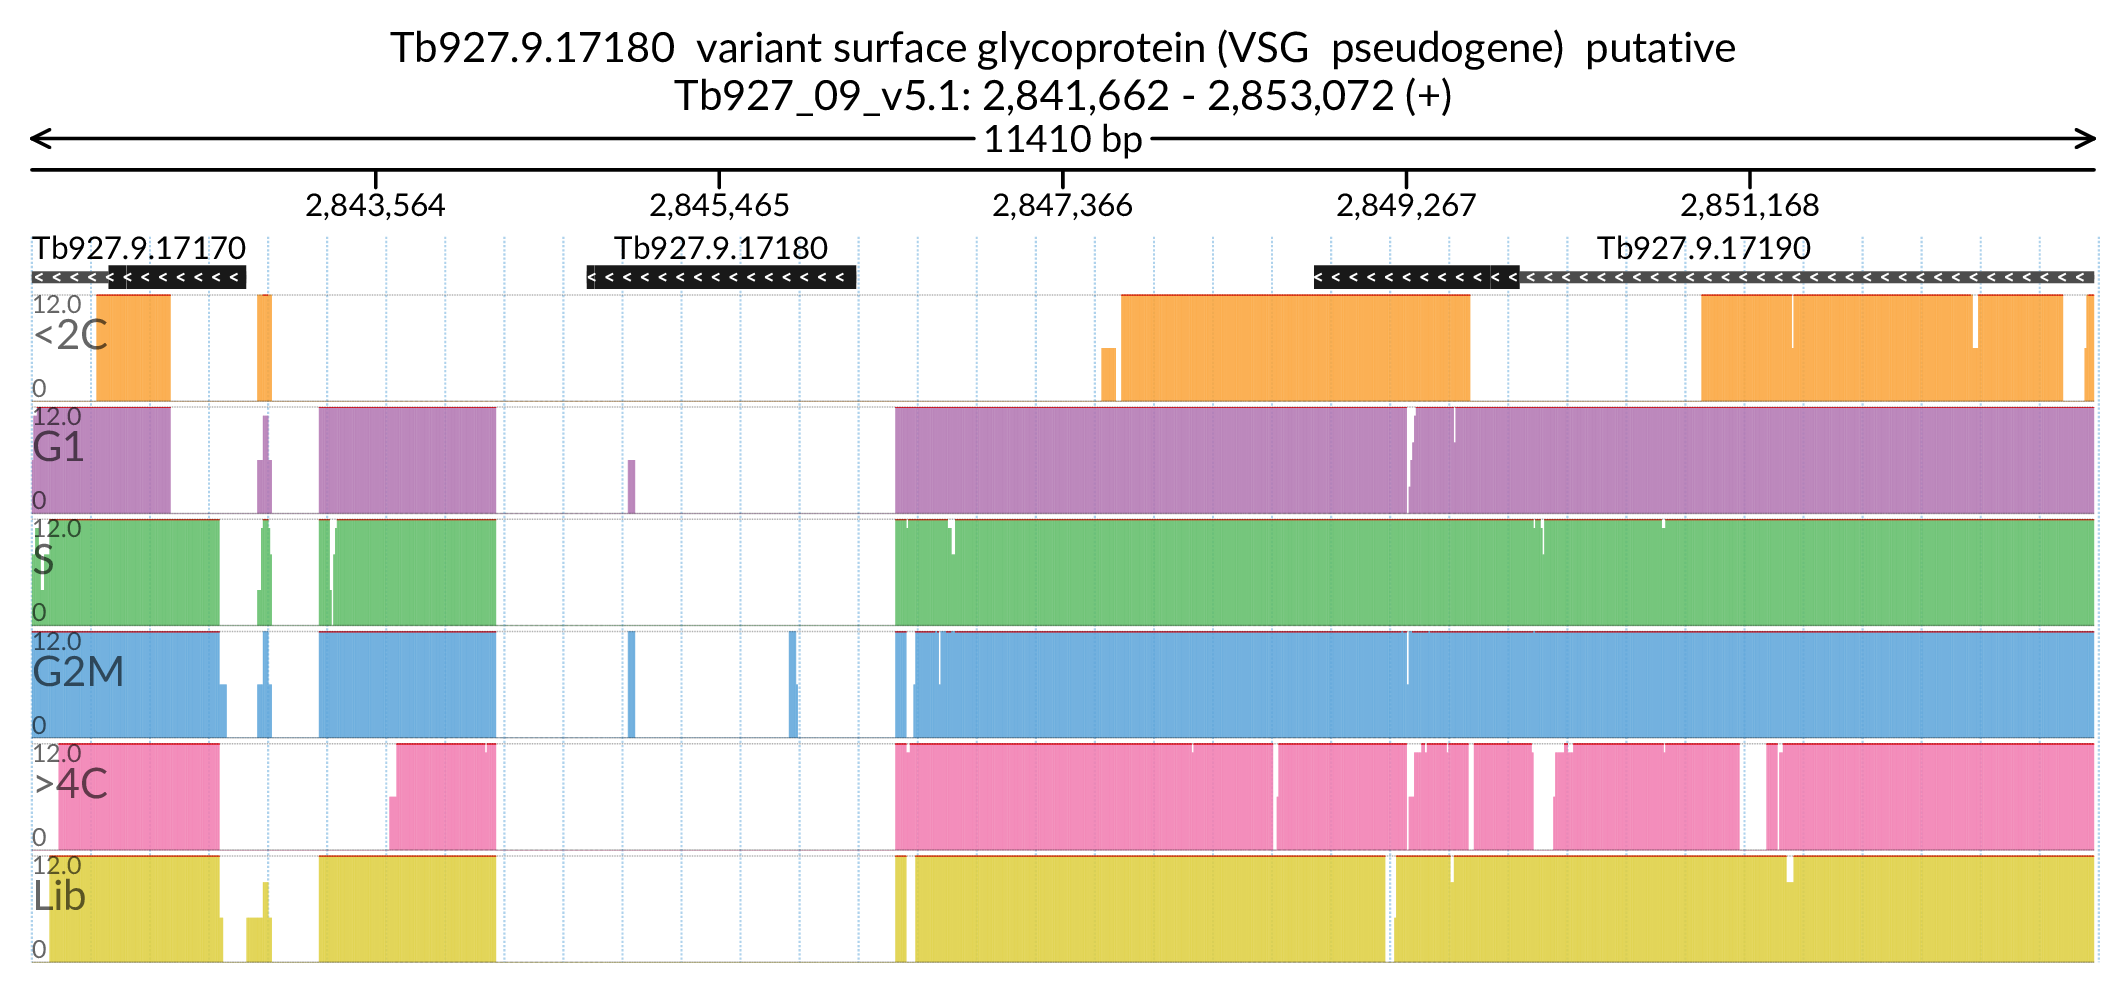 Tb927.9.17180  variant surface glycoprotein (VSG  pseudogene)  putative
Tb927_09_v5.1: 2,841,662 - 2,853,072 (+)
11410 bp
2,843,564 2,845,465 2,847,366 2,849,267 2,851,168
Tb927.9.17170 Tb927.9.17180 Tb927.9.17190
12.0
<2C
0
12.0
G1
0
12.0
S
0
12.0
G2M
0
12.0
>4C
0
12.0
Lib
0